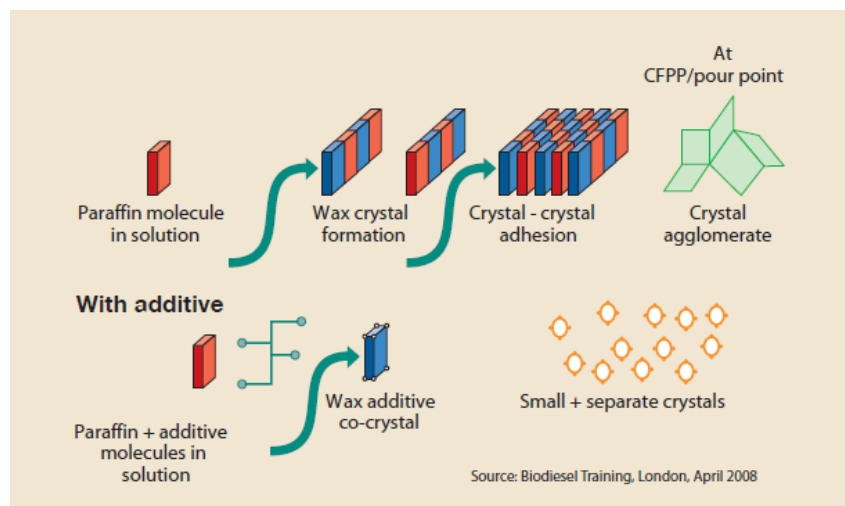 At
CFPP/pour point
Paraffin molecule
in solution
Wax crystal
formation
Crystal - crystal
adhesion
Crystal
agglomerate
With additive
Paraffin + additive
molecules in
solution
Wax additive
co-crystal
Small + separate crystals
Source: Biodiesel Training, London, April 2008